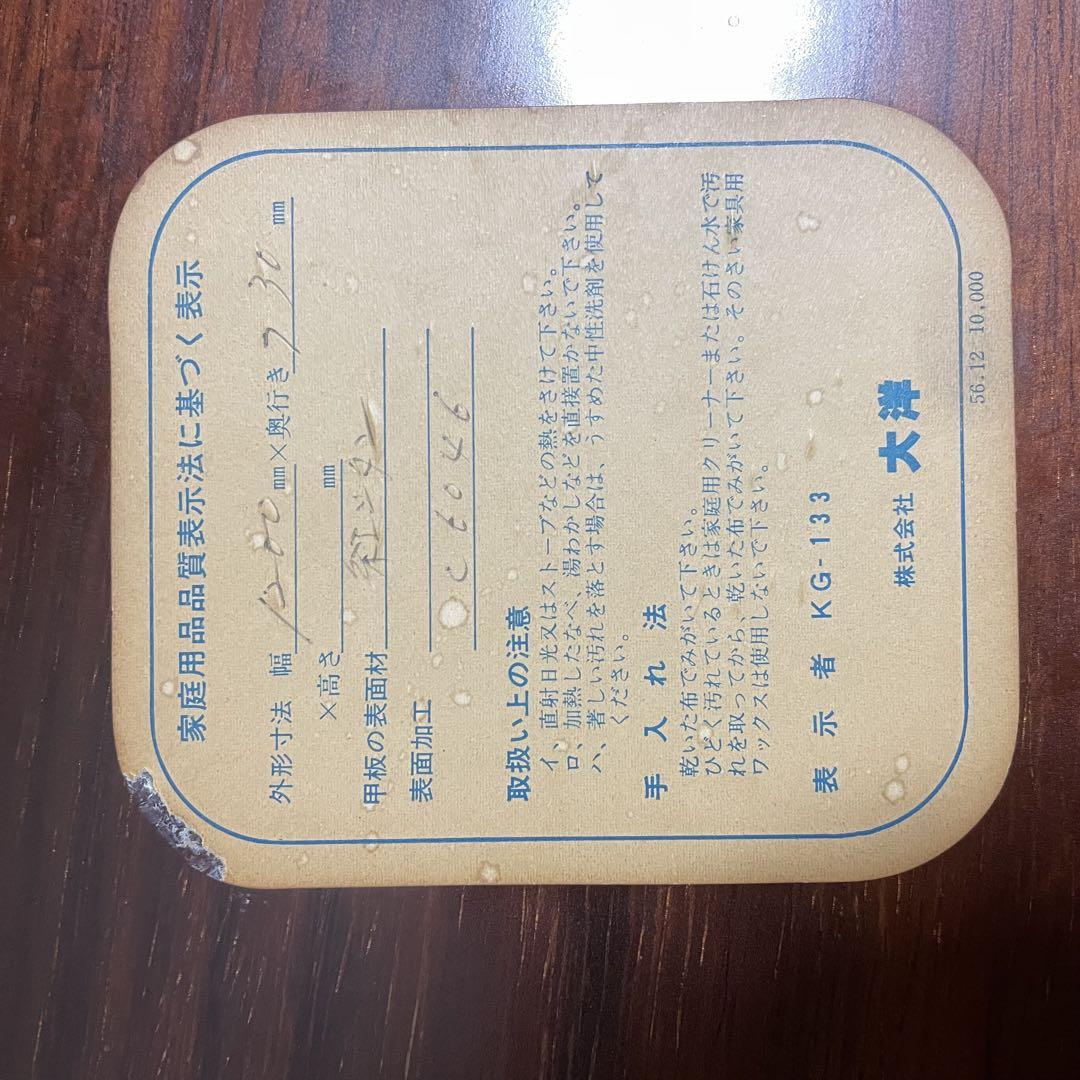 家庭用品品質表示法に基づく表示
外形寸法 幅 1200 mm×奥行き 730 mm
×高さ mm
甲板の表面材
表面加工
C 6046
取扱い上の注意
イ、直射日光又はストーブなどの熱をさけて下さい。
ロ、加熱したなべ、湯わかしなどを直接置かないで下さい。
ハ、著しい汚れを落とす場合は、うすめた中性洗剤を使用して
ください。
手入れ法
乾いた布でみがいて下さい。
ひどく汚れているときは家庭用クリーナーまたは石けん水で汚
れを取ってから、乾いた布でみがいて下さい。そのさい家具用
ワックスは使用しないで下さい。
表示者 KG-133
株式会社 大洋
56.12 10,000